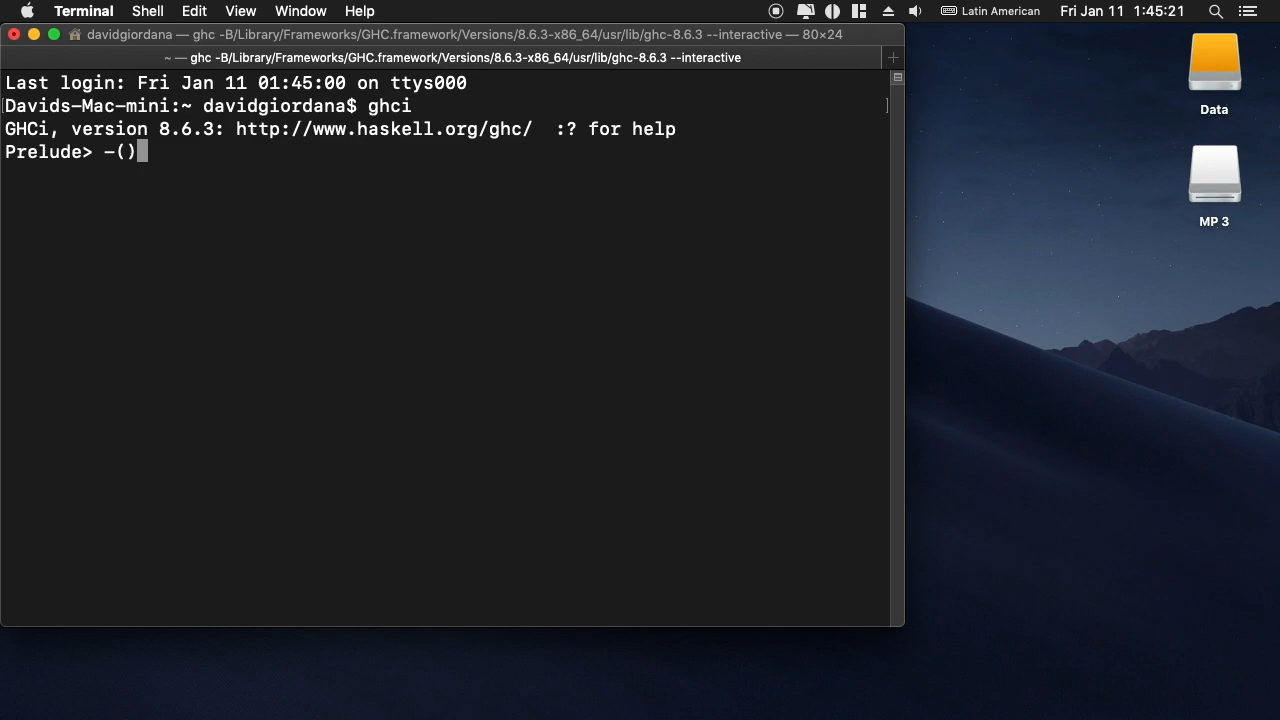 Terminal Shell Edit View Window Help Latin American Fri Jan 11 1:45:21
davidgiordana — ghc -B/Library/Frameworks/GHC.framework/Versions/8.6.3-x86_64/usr/lib/ghc-8.6.3 --interactive — 80×24
~ — ghc -B/Library/Frameworks/GHC.framework/Versions/8.6.3-x86_64/usr/lib/ghc-8.6.3 --interactive
Last login: Fri Jan 11 01:45:00 on ttys000
[Davids-Mac-mini:~ davidgiordana$ ghci ]
GHCi, version 8.6.3: http://www.haskell.org/ghc/  :? for help
Prelude> -()
Data
MP 3